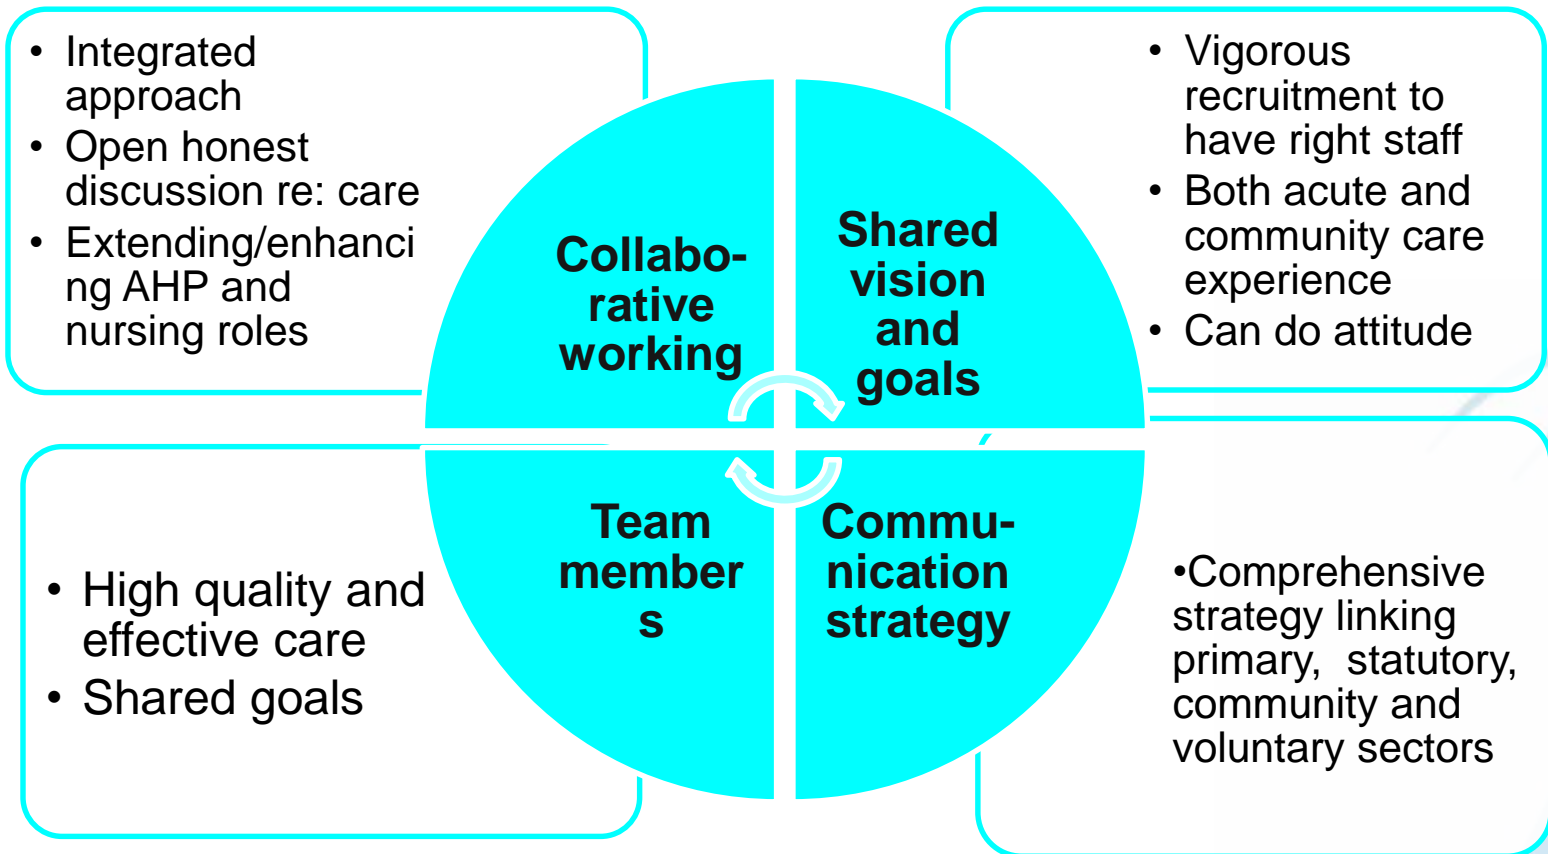 • Integrated
approach
• Open honest
discussion re: care
• Extending/enhanci
ng AHP and
nursing roles
Collabo-
rative
working
Shared
vision
and
goals
• Vigorous
recruitment to
have right staff
• Both acute and
community care
experience
• Can do attitude
• High quality and
effective care
• Shared goals
Team
member
s
Commu-
nication
strategy
•Comprehensive
strategy linking
primary,  statutory,
community and
voluntary sectors